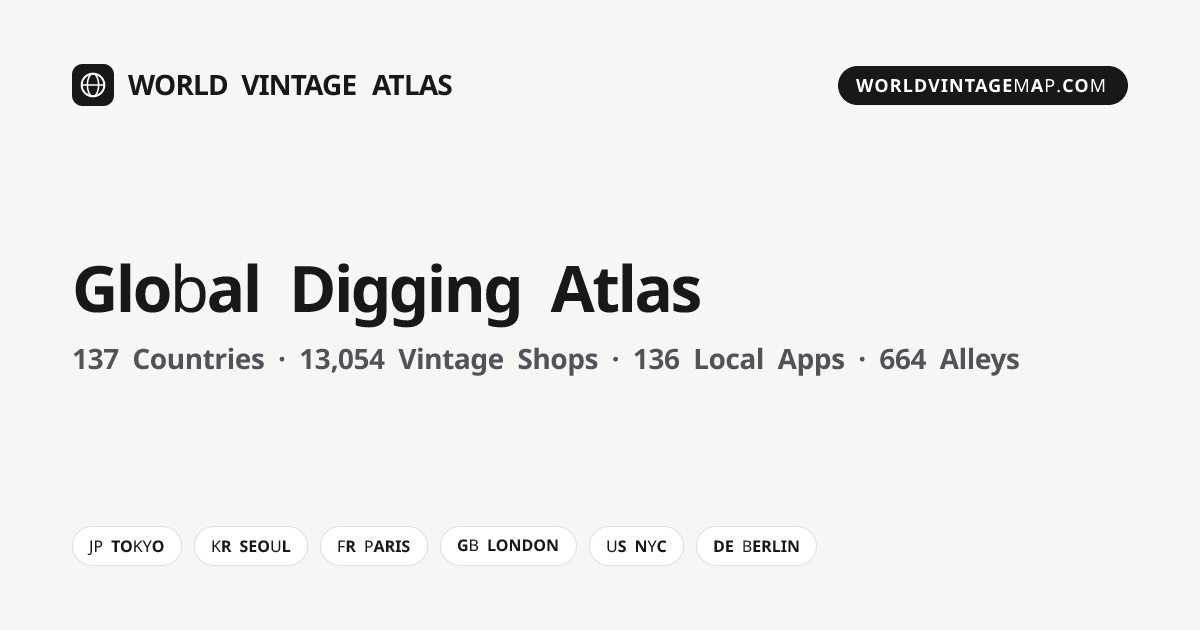 WORLD VINTAGE ATLAS
WORLDVINTAGEMAP.COM
Global Digging Atlas
137 Countries · 13,054 Vintage Shops · 136 Local Apps · 664 Alleys
JP TOKYO
KR SEOUL
FR PARIS
GB LONDON
US NYC
DE BERLIN